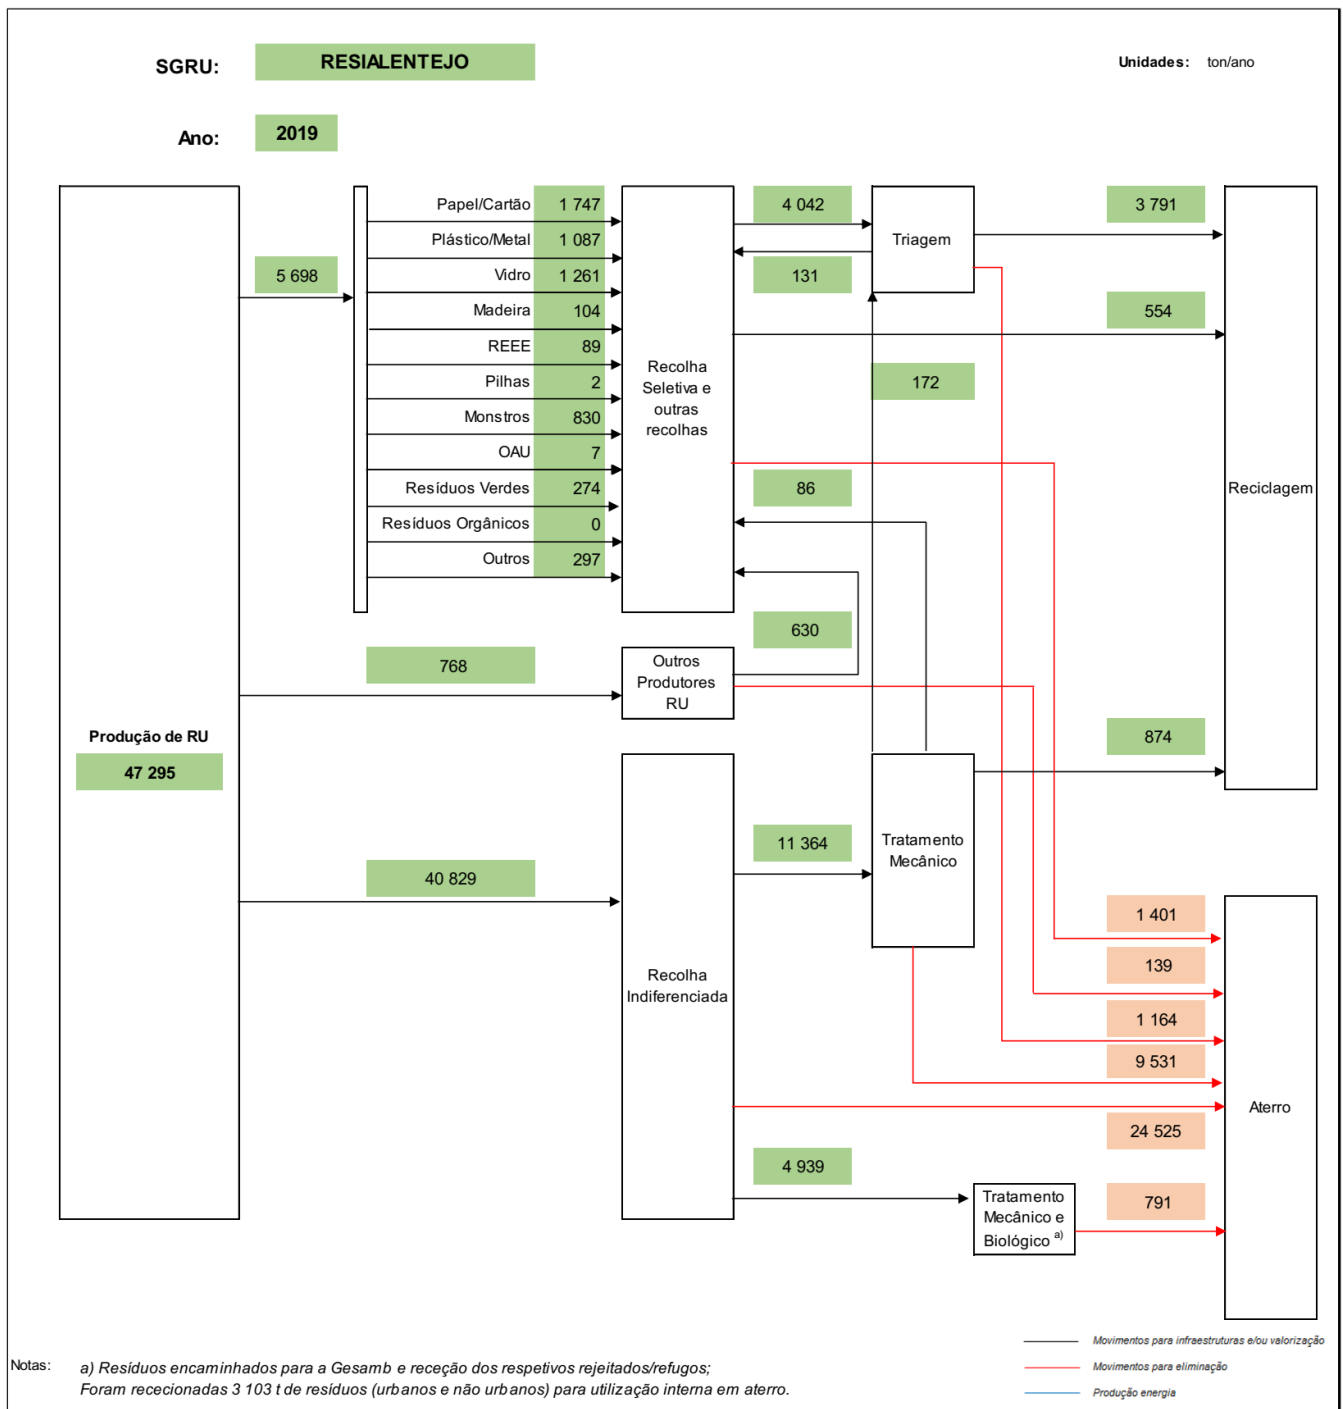 SGRU: RESIALENTEJO Unidades: ton/ano
Ano: 2019
Papel/Cartão 1 747
Plástico/Metal 1 087
Vidro 1 261
Madeira 104
REEE 89
Pilhas 2
Monstros 830
OAU 7
Resíduos Verdes 274
Resíduos Orgânicos 0
Outros 297
5 698
Recolha
Seletiva e
outras
recolhas
4 042
131
Triagem
172
3 791
554
86
630
Reciclagem
768
Outros
Produtores
RU
Produção de RU
47 295
874
11 364
Tratamento
Mecânico
40 829
Recolha
Indiferenciada
1 401
139
1 164
9 531
24 525
Aterro
4 939
Tratamento
Mecânico e
Biológico a)
791
Notas: a) Resíduos encaminhados para a Gesamb e receção dos respetivos rejeitados/refugos;
Foram rececionadas 3 103 t de resíduos (urbanos e não urbanos) para utilização interna em aterro.
Movimentos para infraestruturas e/ou valorização
Movimentos para eliminação
Produção energia